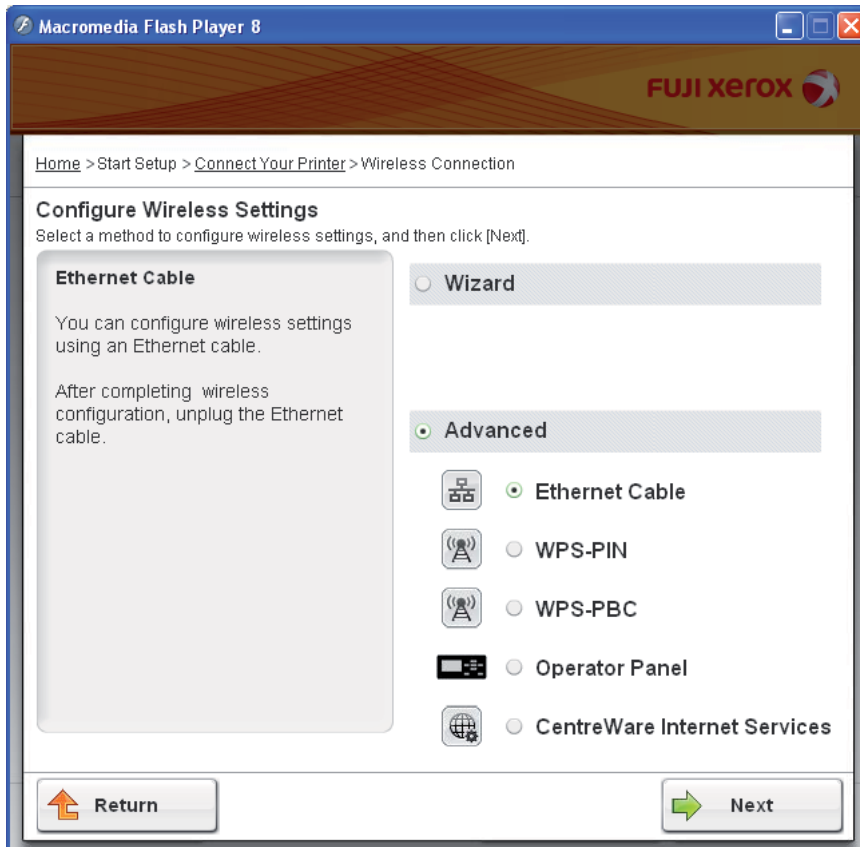 Macromedia Flash Player 8
FUJI xerox
Home >Start Setup > Connect Your Printer > Wireless Connection
Configure Wireless Settings
Select a method to configure wireless settings, and then click [Next].
Ethernet Cable
You can configure wireless settings
using an Ethernet cable.
After completing wireless
configuration, unplug the Ethernet
cable.
Wizard
Advanced
Ethernet Cable
WPS-PIN
WPS-PBC
Operator Panel
CentreWare Internet Services
Return
Next